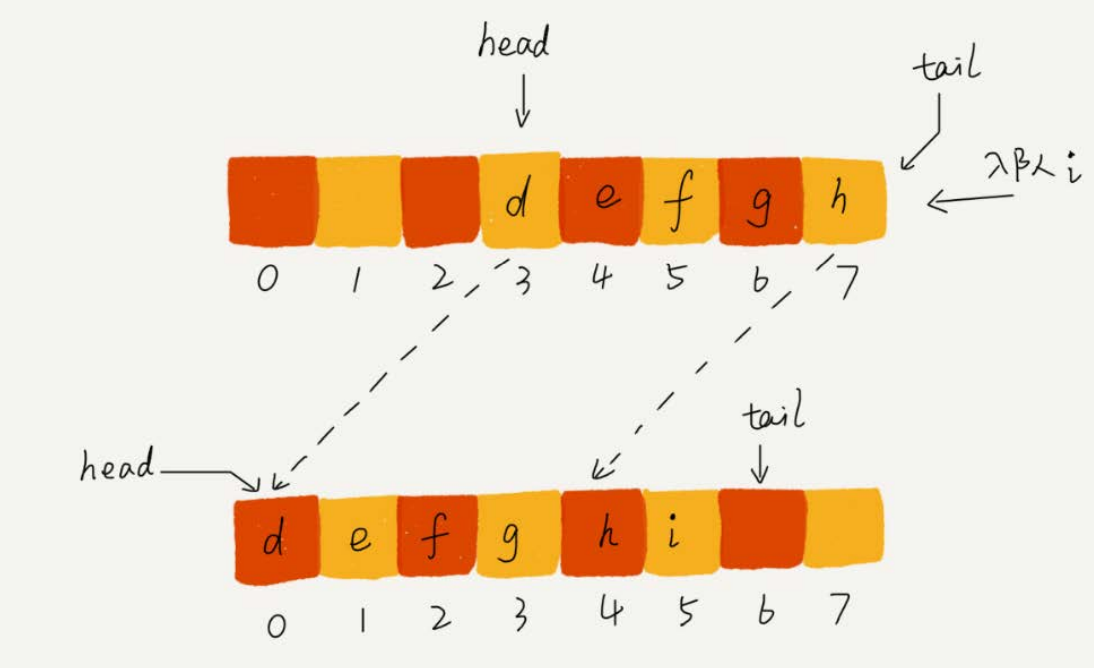 head
tail
入队 i
d e f g h
0 1 2 3 4 5 6 7
tail
head
d e f g h i
0 1 2 3 4 5 6 7